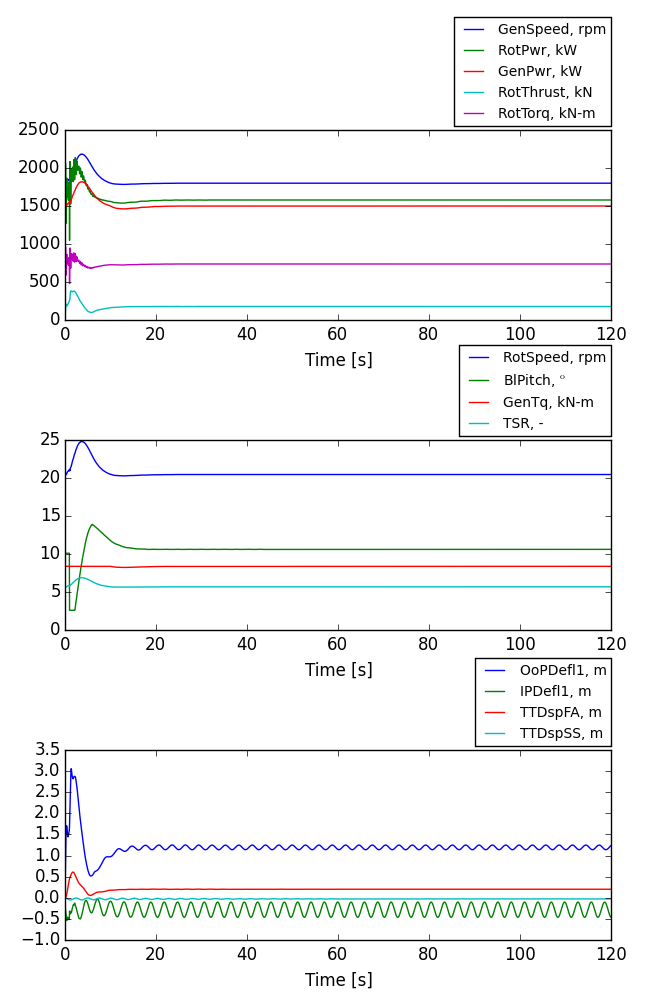 GenSpeed, rpm
RotPwr, kW
GenPwr, kW
RotThrust, kN
RotTorq, kN-m
2500
2000
1500
1000
500
0
0 20 40 60 80 100 120
Time [s]
RotSpeed, rpm
BlPitch, °
GenTq, kN-m
TSR, -
25
20
15
10
5
0
0 20 40 60 80 100 120
Time [s]
OoPDefl1, m
IPDefl1, m
TTDspFA, m
TTDspSS, m
3.5
3.0
2.5
2.0
1.5
1.0
0.5
0.0
−0.5
−1.0
0 20 40 60 80 100 120
Time [s]